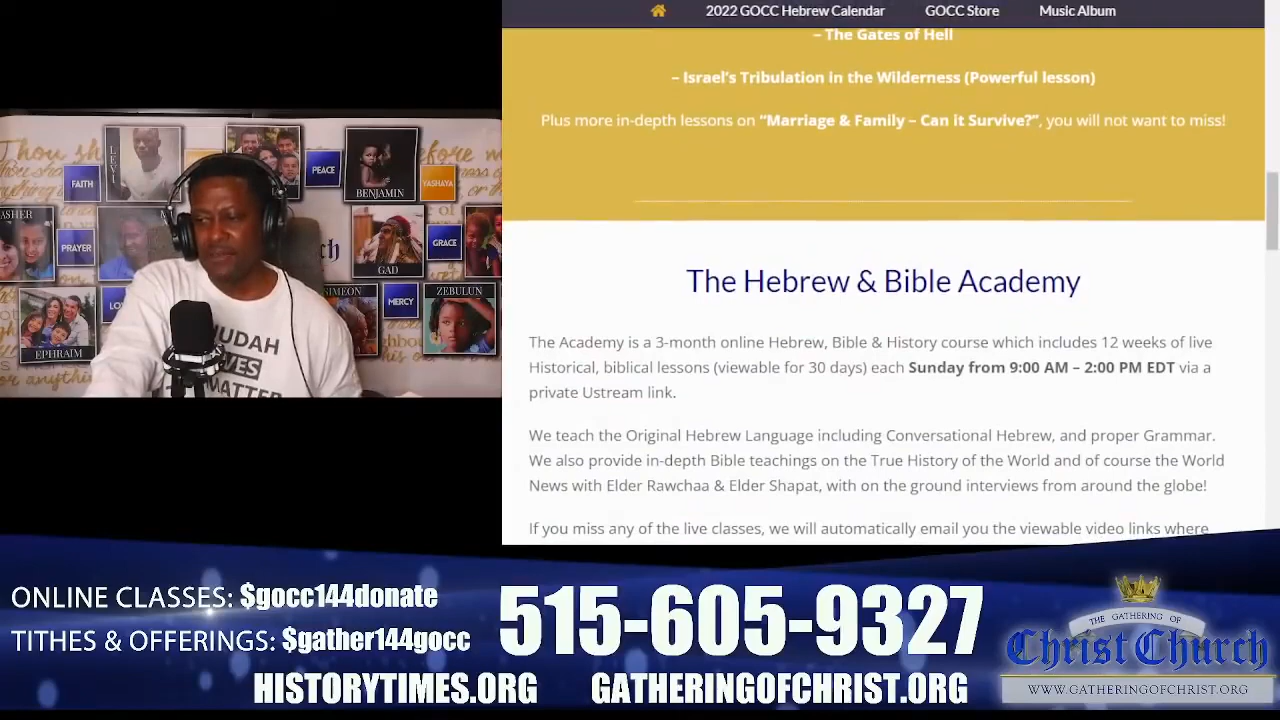 2022 GOCC Hebrew Calendar
GOCC Store
Music Album
– The Gates of Hell
– Israel's Tribulation in the Wilderness (Powerful lesson)
Plus more in-depth lessons on “Marriage & Family – Can it Survive?”, you will not want to miss!
The Hebrew & Bible Academy
The Academy is a 3-month online Hebrew, Bible & History course which includes 12 weeks of live
Historical, biblical lessons (viewable for 30 days) each Sunday from 9:00 AM – 2:00 PM EDT via a
private Ustream link.
We teach the Original Hebrew Language including Conversational Hebrew, and proper Grammar.
We also provide in-depth Bible teachings on the True History of the World and of course the World
News with Elder Rawchaa & Elder Shapat, with on the ground interviews from around the globe!
If you miss any of the live classes, we will automatically email you the viewable video links where
Thou sh
before
LEVI
FAITH
PEACE
BENJAMIN
YASHAYA
ASHER
PRAYER
GAD
GRACE
EPHRAIM
LO
SIMEON
MERCY
ZEBULUN
or anything
JUDAH
LIVES
MATTER
ONLINE CLASSES: $gocc144donate
TITHES & OFFERINGS: $gather144gocc
515-605-9327
HISTORYTIMES.ORG
GATHERINGOFCHRIST.ORG
THE GATHERING OF
Christ Church
WWW.GATHERINGOFCHRIST.ORG